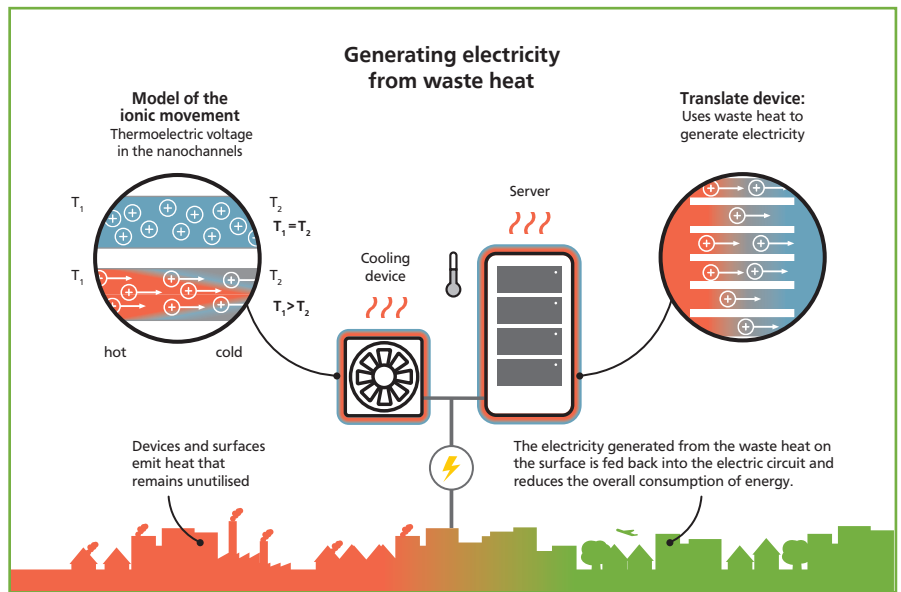 Generating electricity
from waste heat
Model of the
ionic movement
Thermoelectric voltage
in the nanochannels
T₁
T₂
T₁ = T₂
T₁
T₂
T₁ > T₂
hot
cold
Cooling
device
Server
Translate device:
Uses waste heat to
generate electricity
Devices and surfaces
emit heat that
remains unutilised
The electricity generated from the waste heat on
the surface is fed back into the electric circuit and
reduces the overall consumption of energy.